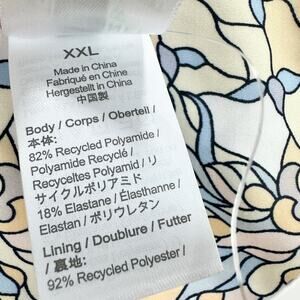 XXL
Made in China
Fabriqué en Chine
Hergestellt in China
中国製
Body / Corps / Oberteil /
本体:
82% Recycled Polyamide /
Polyamide Recyclé /
Recyceltes Polyamid / リ
サイクルポリアミド
18% Elastane / Élasthanne /
Elastan / ポリウレタン
Lining / Doublure / Futter
/ 裏地:
92% Recycled Polyester /